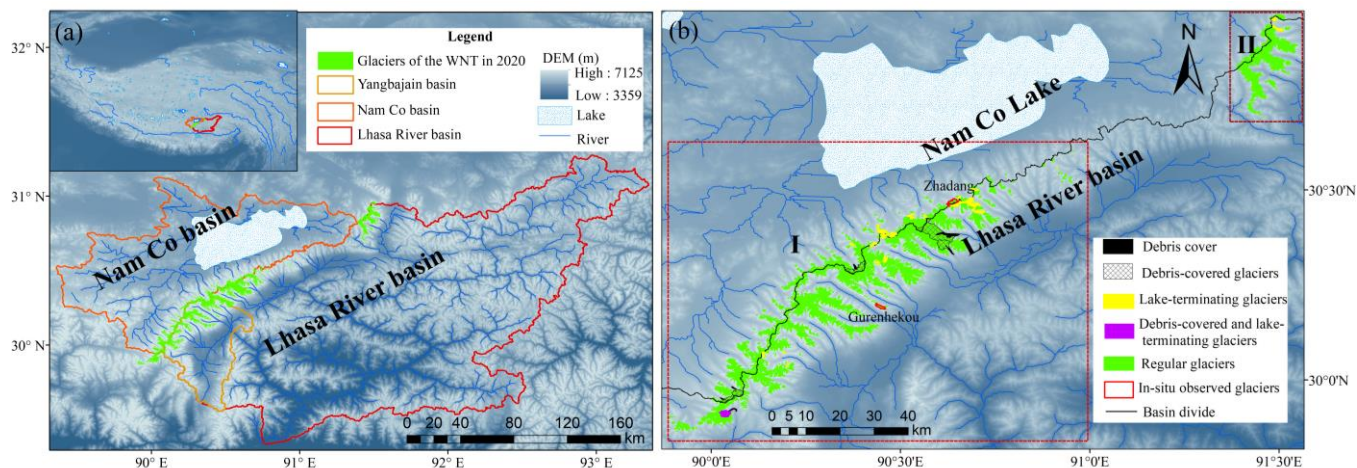 (a)
32° N
31° N
30° N
90° E
91° E
92° E
93° E
Legend
Glaciers of the WNT in 2020
Yangbajain basin
Nam Co basin
Lhasa River basin
DEM (m)
High : 7125
Low : 3359
Lake
River
Nam Co basin
Lhasa River basin
0 20 40 80 120 160
km
(b)
N
II
I
Nam Co Lake
Zhadang
Lhasa River basin
Gurenhekou
Debris cover
Debris-covered glaciers
Lake-terminating glaciers
Debris-covered and lake-
terminating glaciers
Regular glaciers
In-situ observed glaciers
Basin divide
0 5 10 20 30 40
km
30°30'N
30°0'N
90°0'E
90°30'E
91°0'E
91°30'E